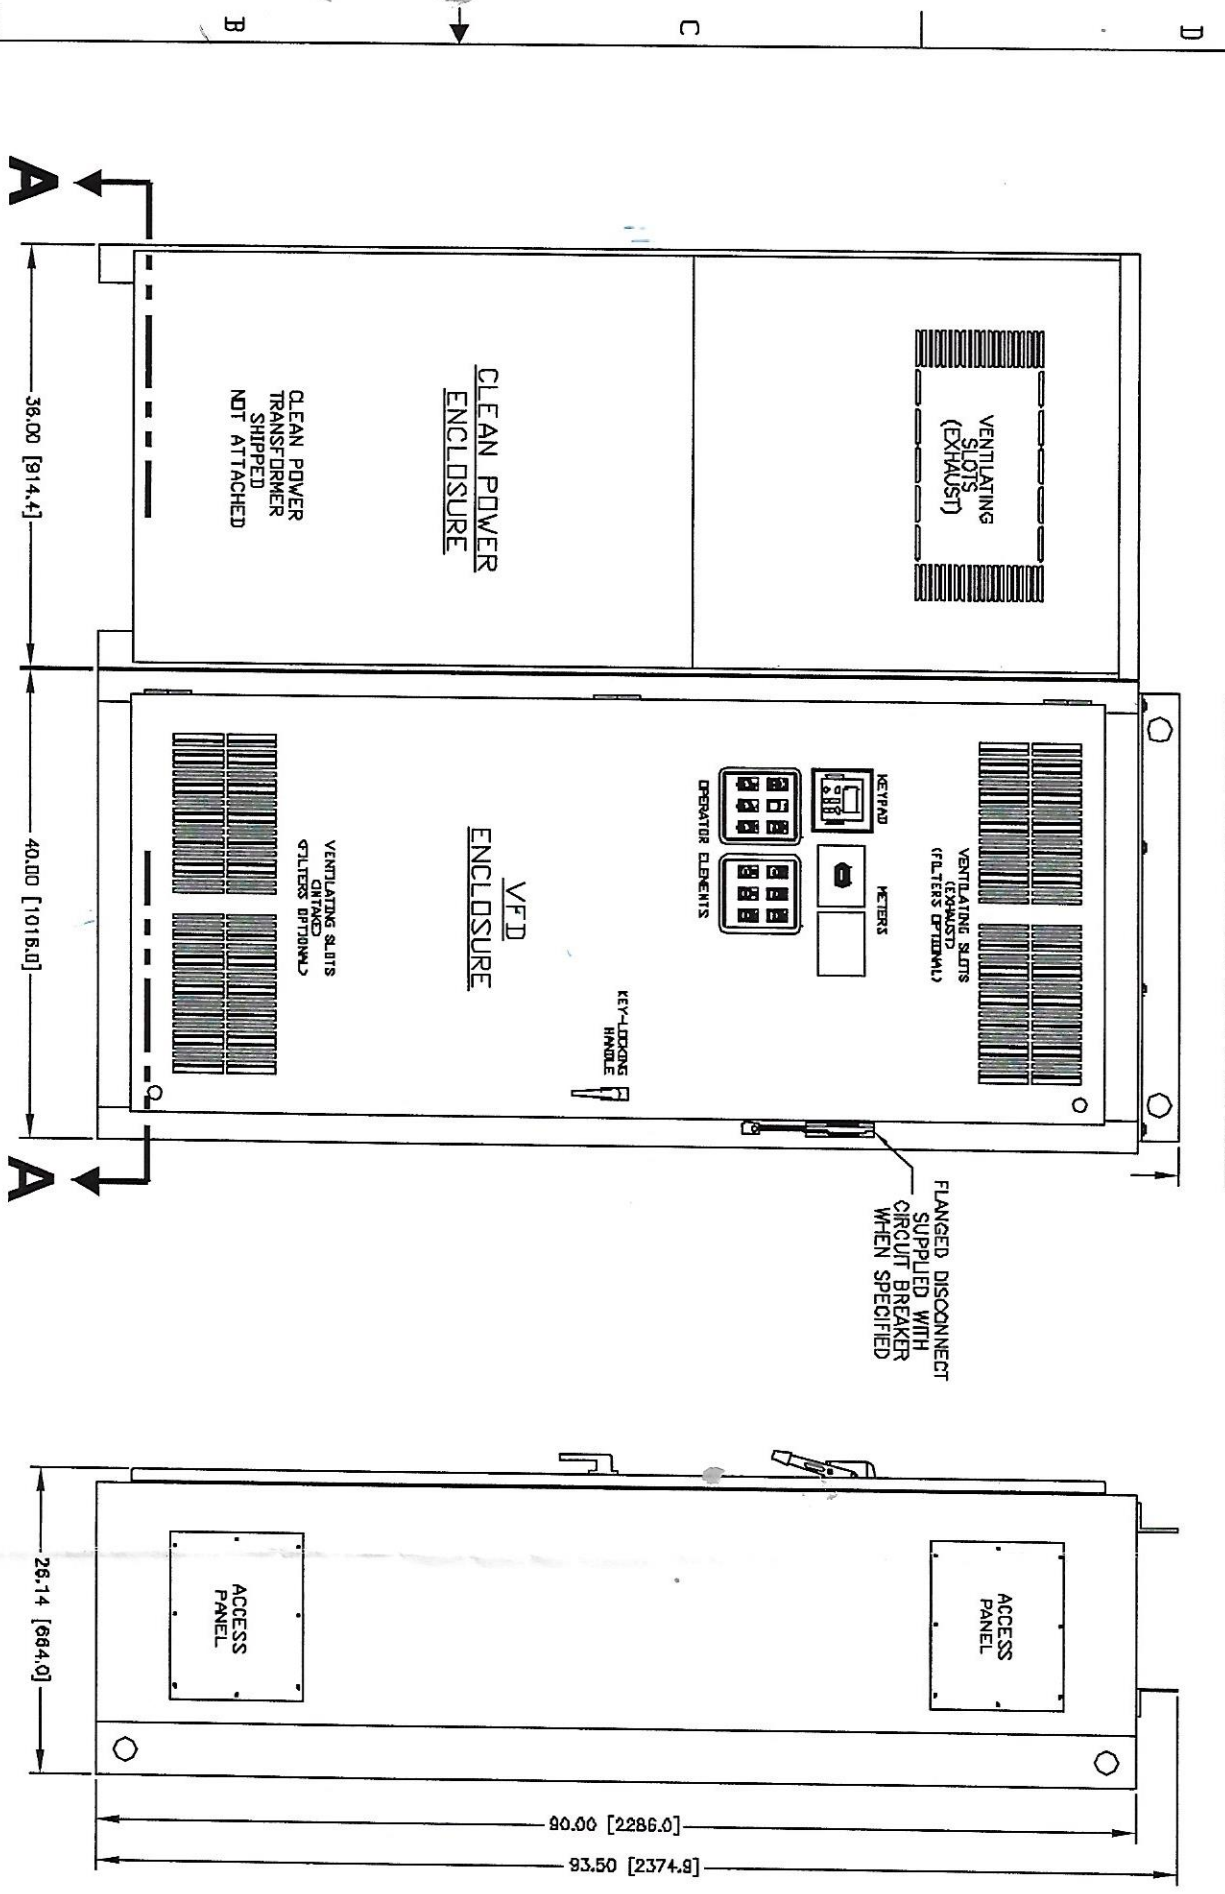 B
C
D
A
A
VENTILATING
SLOTS
(EXHAUST)
CLEAN POWER
ENCLOSURE
CLEAN POWER
TRANSFORMER
SHIPPED
NOT ATTACHED
36.00 [914.4]
VENTILATING SLOTS
(EXHAUST)
(FILTERS OPTIONAL)
KEYPAD
METERS
OPERATOR ELEMENTS
KEY-LOCKING
HANDLE
VFD
ENCLOSURE
VENTILATING SLOTS
(INTAKE)
(FILTERS OPTIONAL)
40.00 [1016.0]
FLANGED DISCONNECT
SUPPLIED WITH
CIRCUIT BREAKER
WHEN SPECIFIED
ACCESS
PANEL
ACCESS
PANEL
26.14 [664.0]
90.00 [2286.0]
93.50 [2374.9]